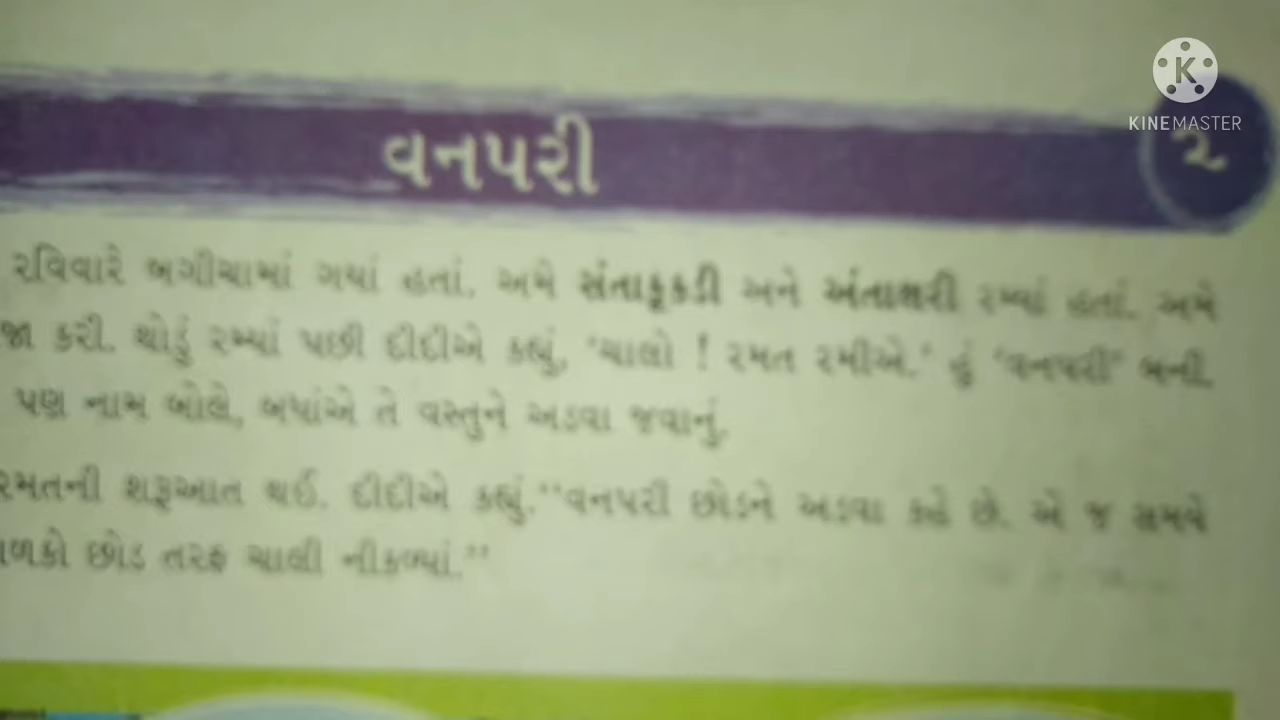 KINEMASTER
વનપરી
૨
રવિવારે બગીચામાં ગયાં હતાં. અમે સંતાકૂકડી અને અંતાક્ષરી રમ્યાં હતાં. અમે
જા કરી. થોડું રમ્યાં પછી દીદીએ કહ્યું, ‘ચાલો ! રમત રમીએ.’ હું ‘વનપરી’ બની.
પણ નામ બોલે, બધાંએ તે વસ્તુને અડવા જવાનું.
રમતની શરૂઆત થઈ. દીદીએ કહ્યું.“વનપરી છોડને અડવા કહે છે. એ જ સમયે
ળકો છોડ તરફ ચાલી નીકળ્યાં.”